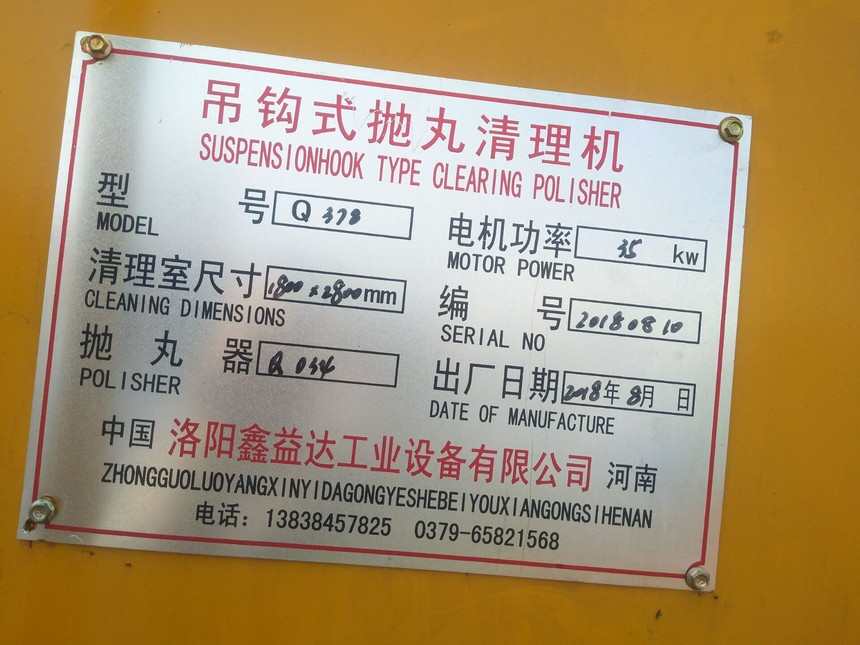 吊钩式抛丸清理机
SUSPENSIONHOOK TYPE CLEARING POLISHER
型 号 Q 378
MODEL
电机功率 35 kw
MOTOR POWER
清理室尺寸 1800 x 2800 mm
CLEANING DIMENSIONS
编 号 20180810
SERIAL NO
抛 丸 器 Q 034
POLISHER
出厂日期 2018年 8月 日
DATE OF MANUFACTURE
中国 洛阳鑫益达工业设备有限公司 河南
ZHONGGUOLUOYANGXINYIDAGONGYESHEBEIYOUXIANGONGSIHENAN
电话：13838457825 0379-65821568